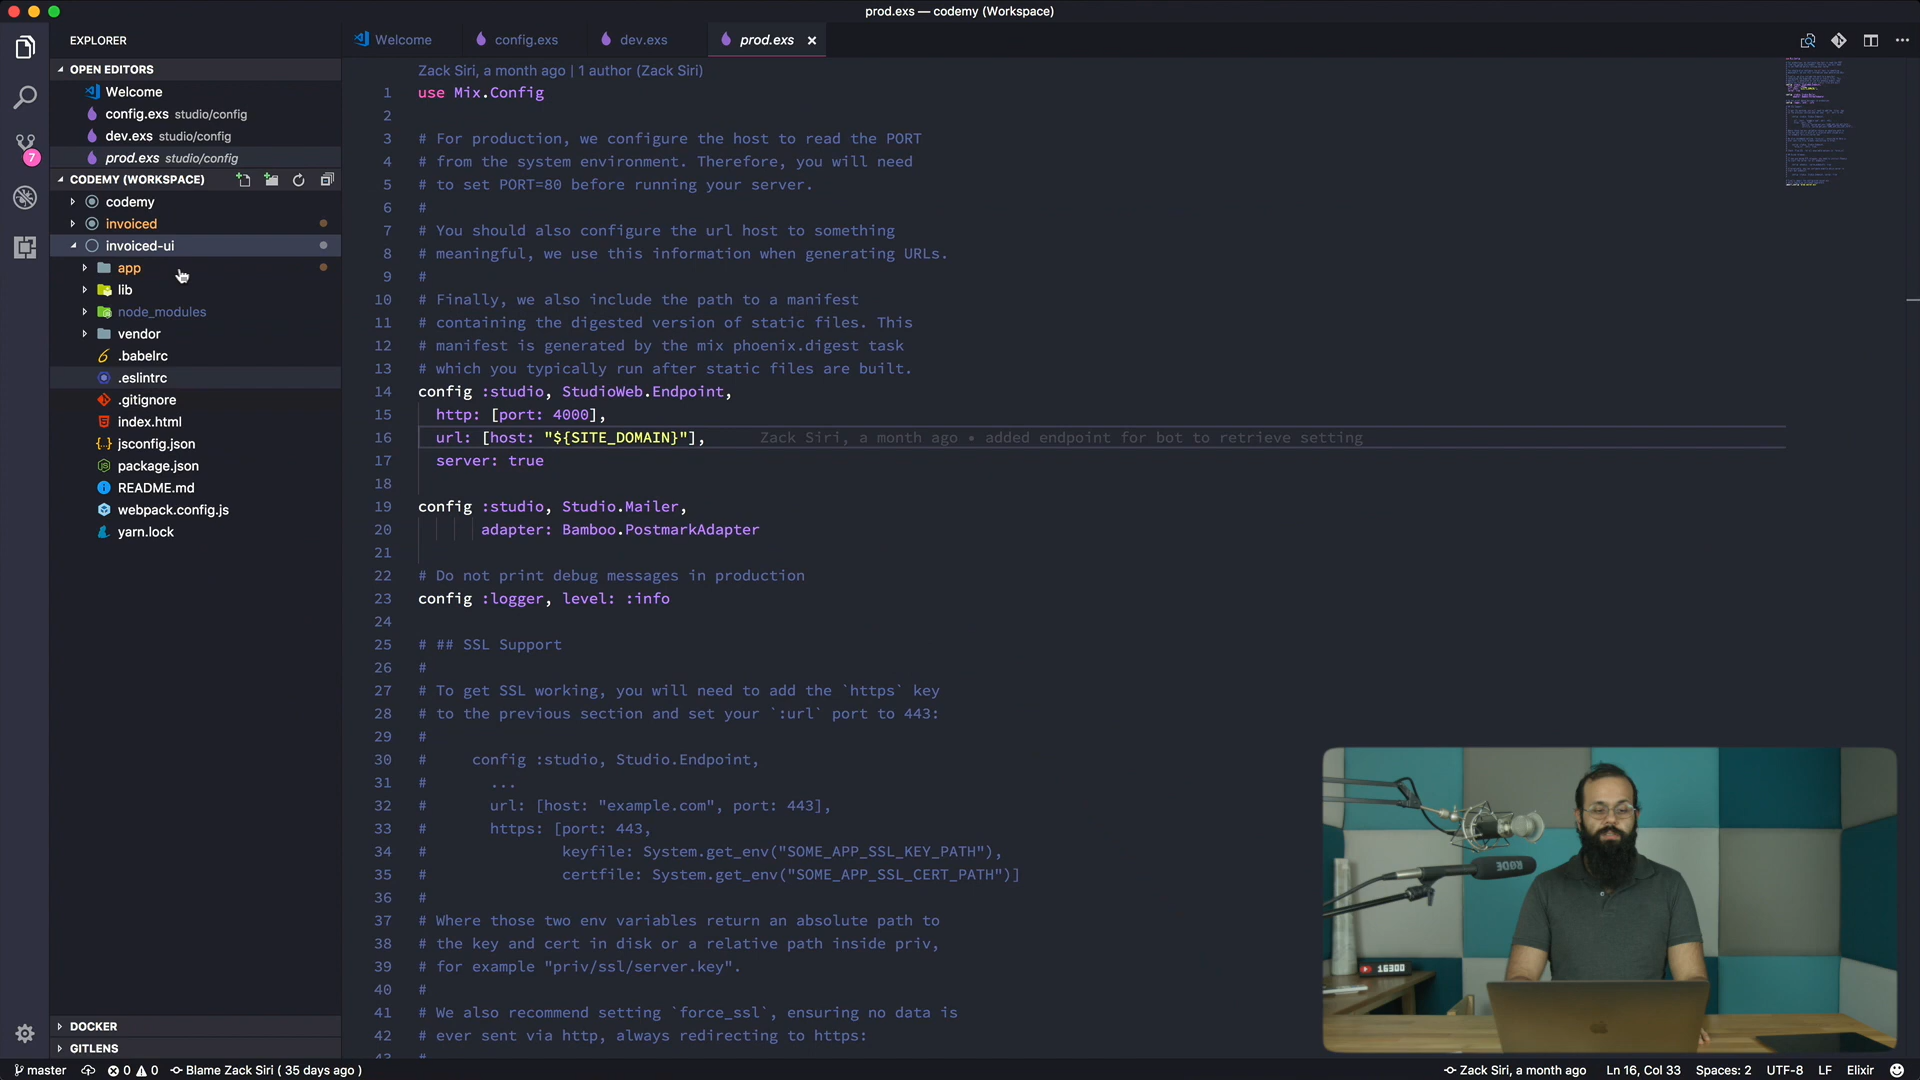 prod.exs — codemy (Workspace)
EXPLORER
OPEN EDITORS
Welcome
config.exs studio/config
dev.exs studio/config
prod.exs studio/config
CODEMY (WORKSPACE)
codemy
invoiced
invoiced-ui
app
lib
node_modules
vendor
.babelrc
.eslintrc
.gitignore
index.html
jsconfig.json
package.json
README.md
webpack.config.js
yarn.lock
DOCKER
GITLENS
7
Welcome
config.exs
dev.exs
prod.exs
Zack Siri, a month ago | 1 author (Zack Siri)
1 use Mix.Config
2
3 # For production, we configure the host to read the PORT
4 # from the system environment. Therefore, you will need
5 # to set PORT=80 before running your server.
6 #
7 # You should also configure the url host to something
8 # meaningful, we use this information when generating URLs.
9 #
10 # Finally, we also include the path to a manifest
11 # containing the digested version of static files. This
12 # manifest is generated by the mix phoenix.digest task
13 # which you typically run after static files are built.
14 config :studio, StudioWeb.Endpoint,
15 http: [port: 4000],
16 url: [host: "${SITE_DOMAIN}"], Zack Siri, a month ago • added endpoint for bot to retrieve setting
17 server: true
18
19 config :studio, Studio.Mailer,
20 adapter: Bamboo.PostmarkAdapter
21
22 # Do not print debug messages in production
23 config :logger, level: :info
24
25 # ## SSL Support
26 #
27 # To get SSL working, you will need to add the `https` key
28 # to the previous section and set your `:url` port to 443:
29 #
30 # config :studio, Studio.Endpoint,
31 # ...
32 # url: [host: "example.com", port: 443],
33 # https: [port: 443,
34 # keyfile: System.get_env("SOME_APP_SSL_KEY_PATH"),
35 # certfile: System.get_env("SOME_APP_SSL_CERT_PATH")]
36 #
37 # Where those two env variables return an absolute path to
38 # the key and cert in disk or a relative path inside priv,
39 # for example "priv/ssl/server.key".
40 #
41 # We also recommend setting `force_ssl`, ensuring no data is
42 # ever sent via http, always redirecting to https:
43 #
RØDE
16300
master
0 0
Blame Zack Siri ( 35 days ago )
Zack Siri, a month ago
Ln 16, Col 33
Spaces: 2
UTF-8
LF
Elixir